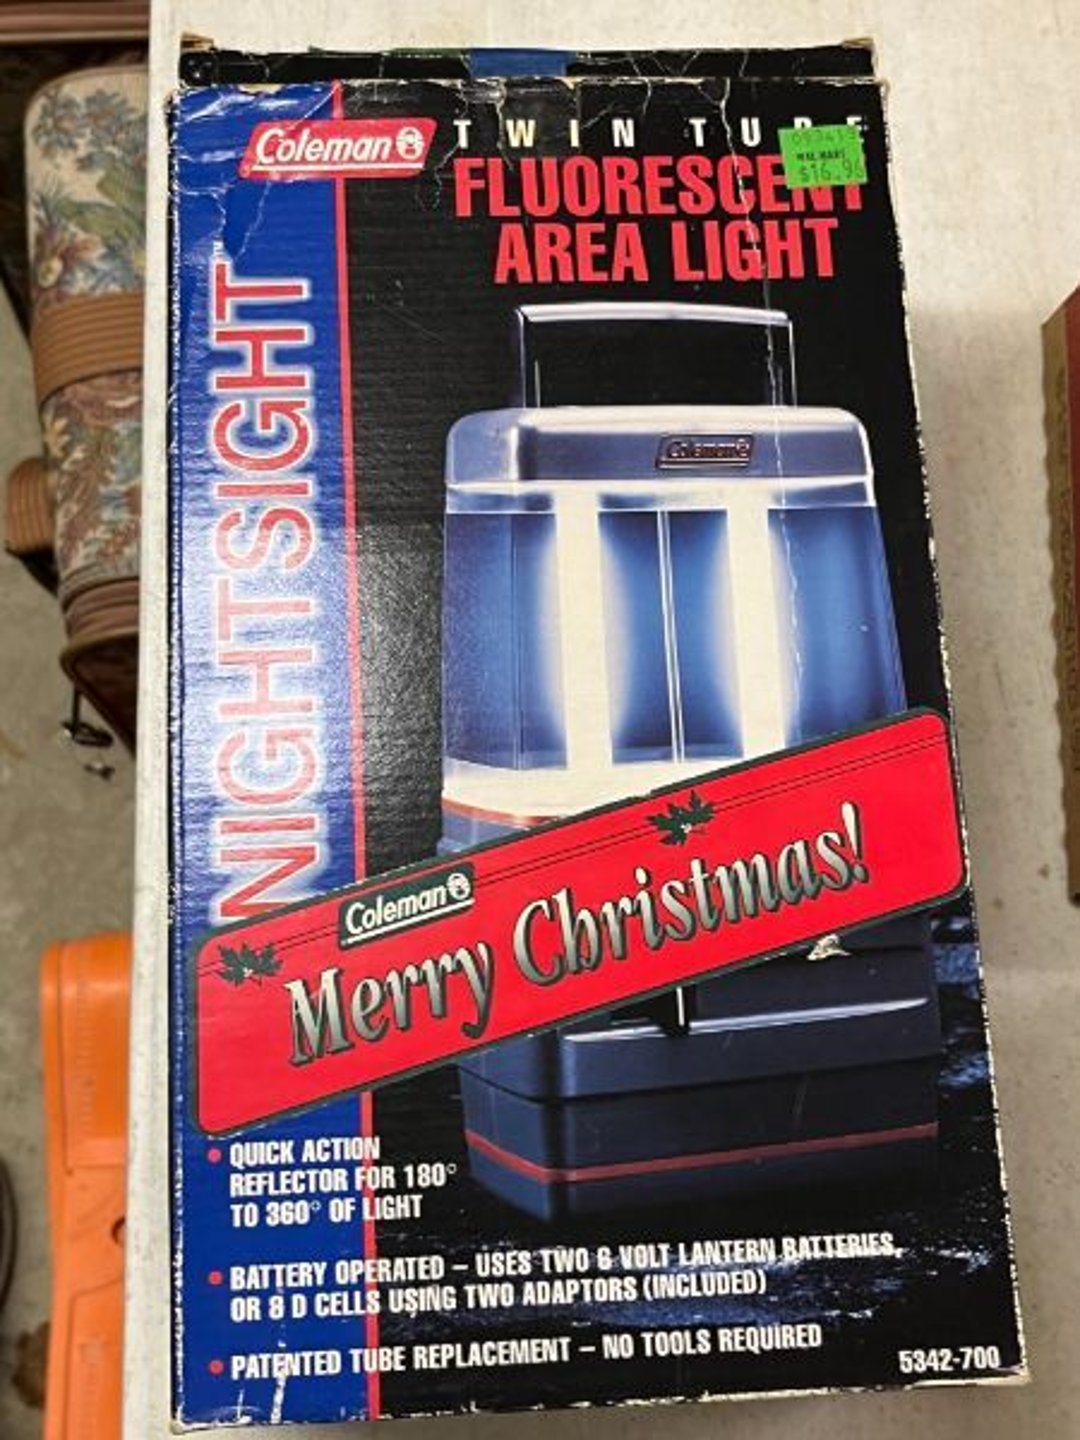 Coleman
TWIN TUBE
FLUORESCENT
AREA LIGHT
WAL-MART
$16.96
NIGHTSIGHT™
Coleman
Coleman
Merry Christmas!
• QUICK ACTION
REFLECTOR FOR 180°
TO 360° OF LIGHT
• BATTERY OPERATED – USES TWO 6 VOLT LANTERN BATTERIES,
OR 8 D CELLS USING TWO ADAPTORS (INCLUDED)
• PATENTED TUBE REPLACEMENT – NO TOOLS REQUIRED
5342-700